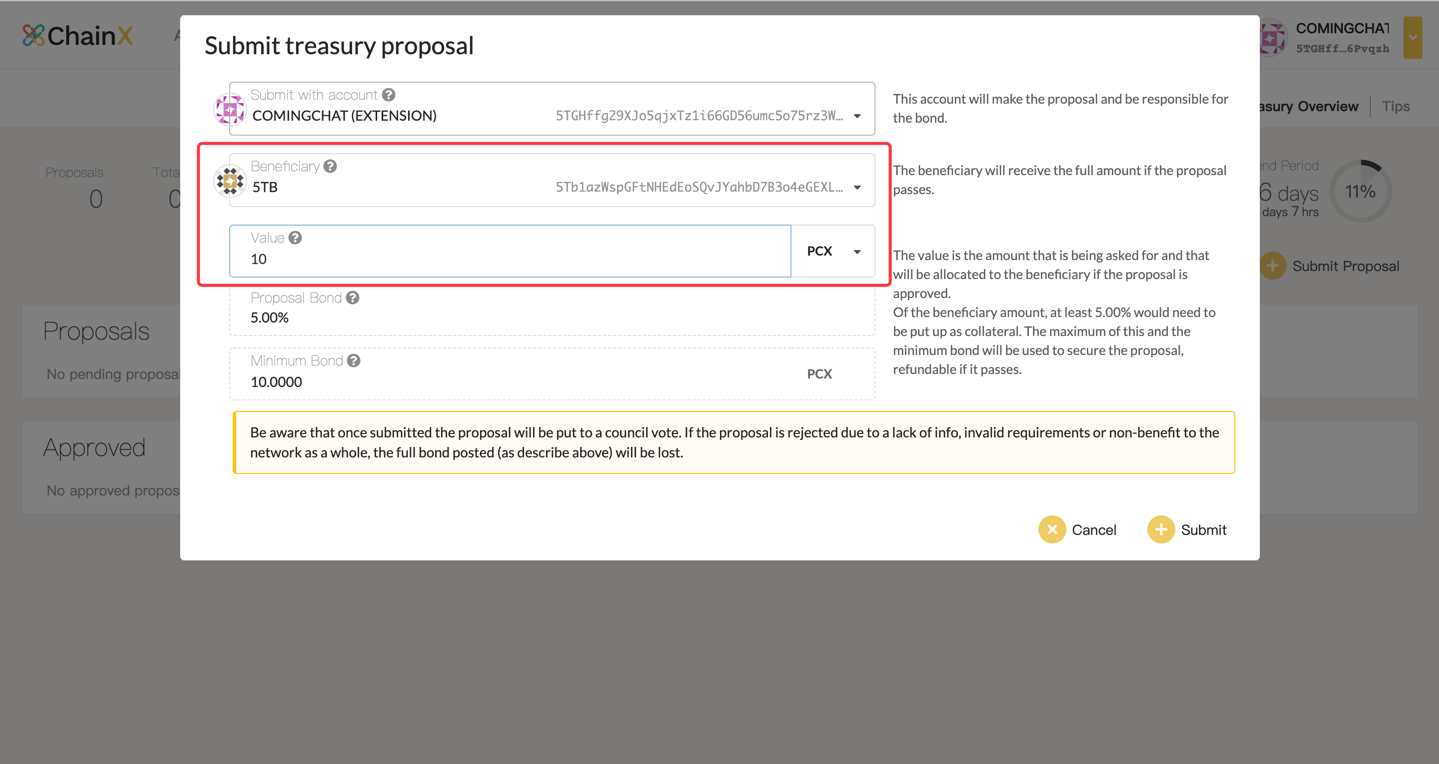 ChainX
COMINGCHAT
5TGHff…6Pvqzh
Submit treasury proposal
Submit with account
COMINGCHAT (EXTENSION)
5TGHffg29XJo5qjxTz1i66GD56umc5o75rz3W…
This account will make the proposal and be responsible for
the bond.
asury Overview
Tips
Beneficiary
5TB
5Tb1azWspGFtNHEdEoSQvJYahbD7B3o4eGEXL…
The beneficiary will receive the full amount if the proposal
passes.
Proposals
0
Tota
0
nd Period
6 days
days 7 hrs
11%
Value
10
PCX
The value is the amount that is being asked for and that
will be allocated to the beneficiary if the proposal is
approved.
Of the beneficiary amount, at least 5.00% would need to
be put up as collateral. The maximum of this and the
minimum bond will be used to secure the proposal,
refundable if it passes.
Submit Proposal
Proposal Bond
5.00%
Minimum Bond
10.0000
PCX
Proposals
No pending proposa
Be aware that once submitted the proposal will be put to a council vote. If the proposal is rejected due to a lack of info, invalid requirements or non-benefit to the
network as a whole, the full bond posted (as describe above) will be lost.
Approved
No approved propos
Cancel
Submit